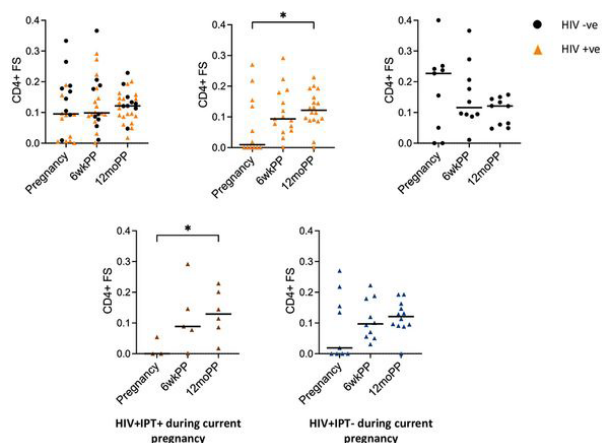 HIV -ve
HIV +ve
*
CD4+ FS
0.4
0.3
0.2
0.1
0.0
Pregnancy
6wkPP
12moPP
CD4+ FS
0.4
0.3
0.2
0.1
0.0
Pregnancy
6wkPP
12moPP
CD4+ FS
0.4
0.3
0.2
0.1
0.0
Pregnancy
6wkPP
12moPP
*
CD4+ FS
0.4
0.3
0.2
0.1
0.0
Pregnancy
6wkPP
12moPP
HIV+IPT+ during current
pregnancy
CD4+ FS
0.4
0.3
0.2
0.1
0.0
Pregnancy
6wkPP
12moPP
HIV+IPT- during current
pregnancy